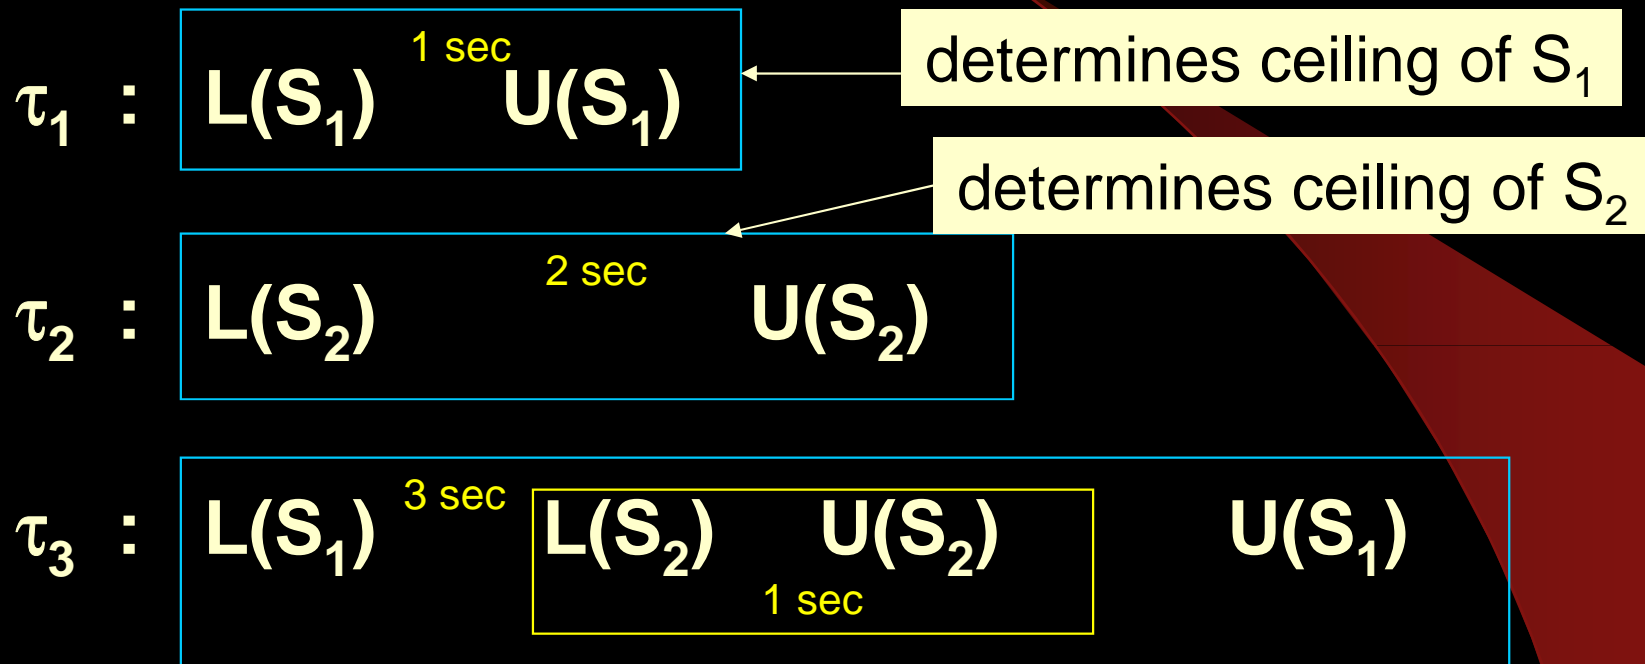 1 sec
determines ceiling of S₁
τ₁ : L(S₁) U(S₁)
determines ceiling of S₂
2 sec
τ₂ : L(S₂) U(S₂)
3 sec
τ₃ : L(S₁) L(S₂) U(S₂) U(S₁)
1 sec